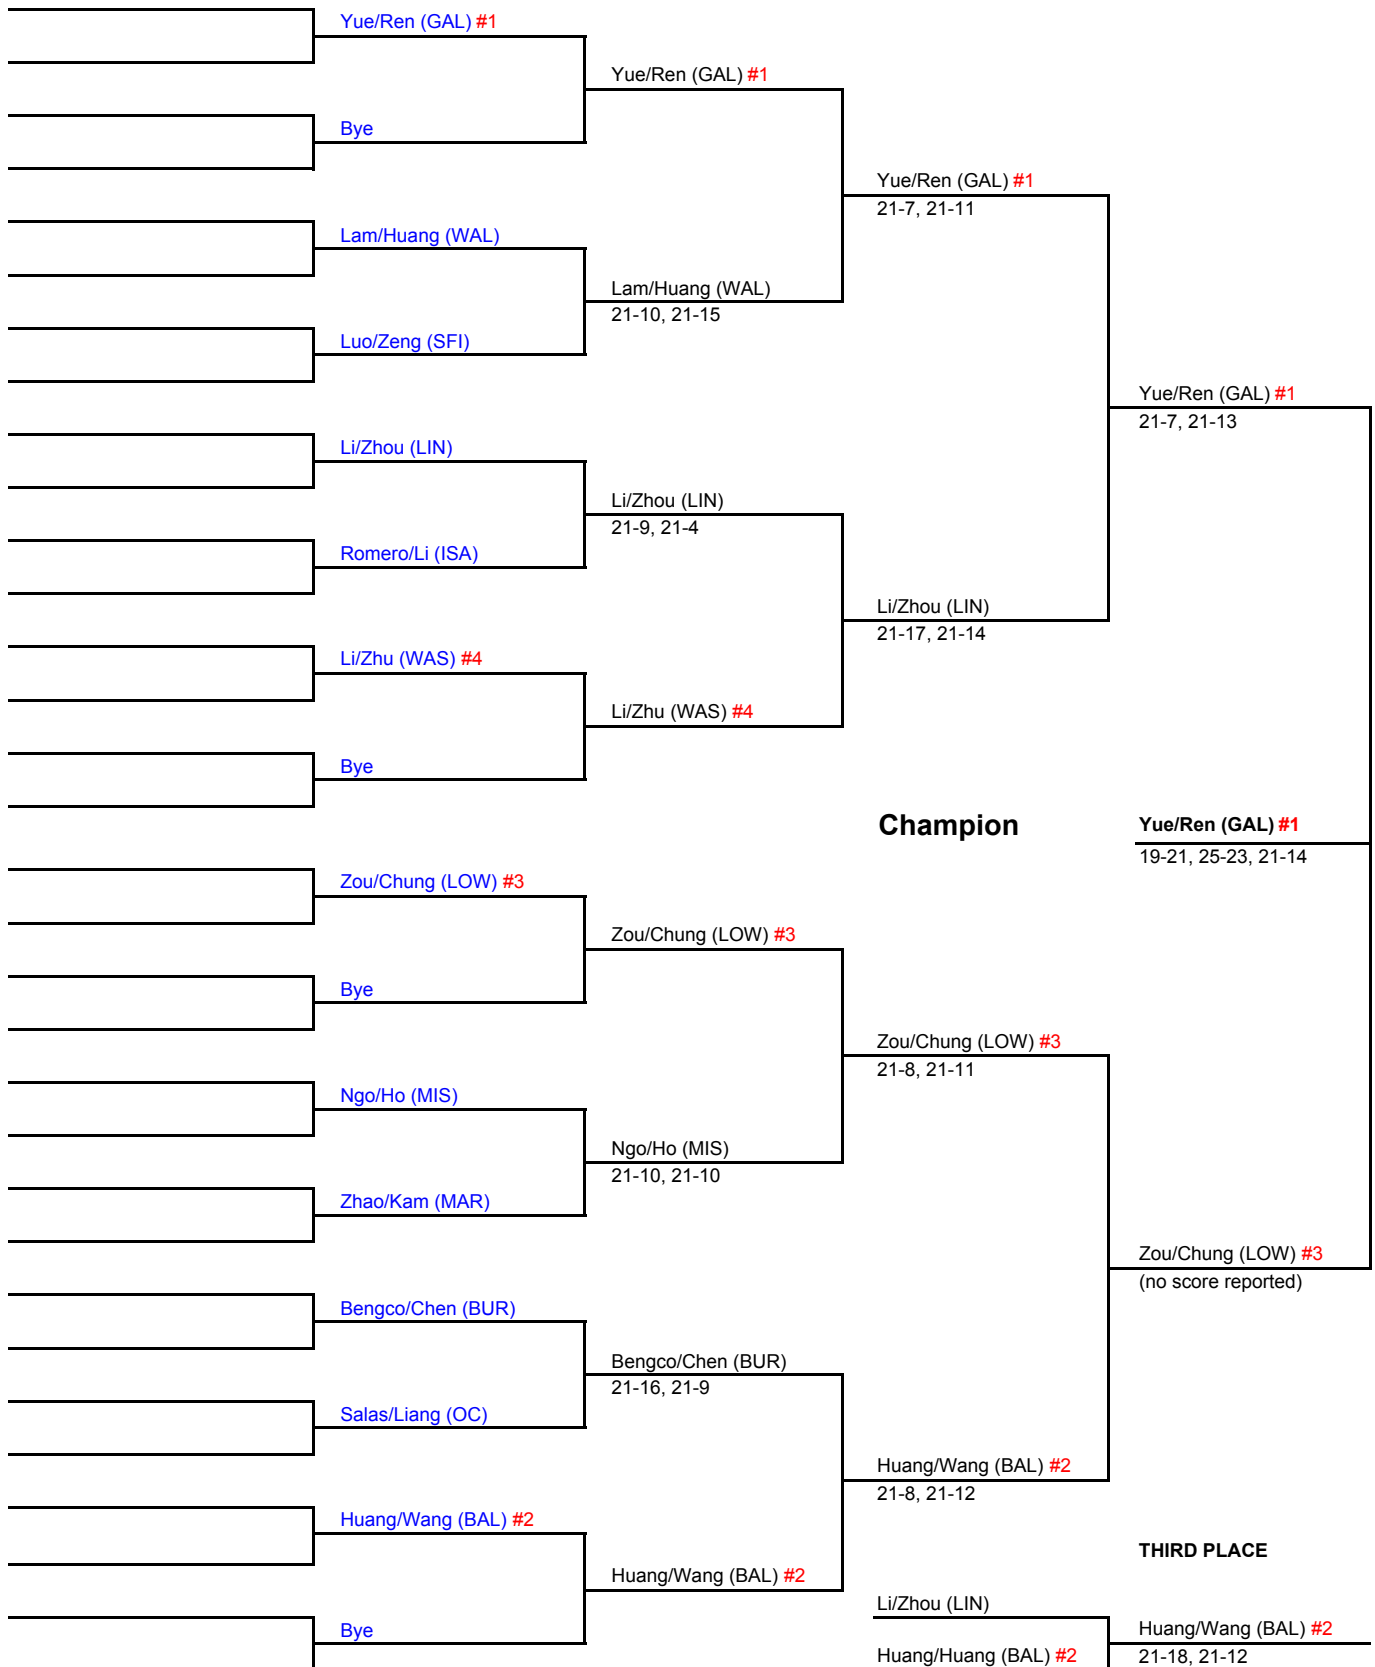 Yue/Ren (GAL) #1
Yue/Ren (GAL) #1
Bye
Yue/Ren (GAL) #1
21-7, 21-11
Lam/Huang (WAL)
Lam/Huang (WAL)
21-10, 21-15
Luo/Zeng (SFI)
Yue/Ren (GAL) #1
21-7, 21-13
Li/Zhou (LIN)
Li/Zhou (LIN)
21-9, 21-4
Romero/Li (ISA)
Li/Zhou (LIN)
21-17, 21-14
Li/Zhu (WAS) #4
Li/Zhu (WAS) #4
Bye
Champion
Yue/Ren (GAL) #1
19-21, 25-23, 21-14
Zou/Chung (LOW) #3
Zou/Chung (LOW) #3
Bye
Zou/Chung (LOW) #3
21-8, 21-11
Ngo/Ho (MIS)
Ngo/Ho (MIS)
21-10, 21-10
Zhao/Kam (MAR)
Zou/Chung (LOW) #3
(no score reported)
Bengco/Chen (BUR)
Bengco/Chen (BUR)
21-16, 21-9
Salas/Liang (OC)
Huang/Wang (BAL) #2
21-8, 21-12
Huang/Wang (BAL) #2
THIRD PLACE
Huang/Wang (BAL) #2
Li/Zhou (LIN)
Bye
Huang/Wang (BAL) #2
Huang/Huang (BAL) #2
21-18, 21-12